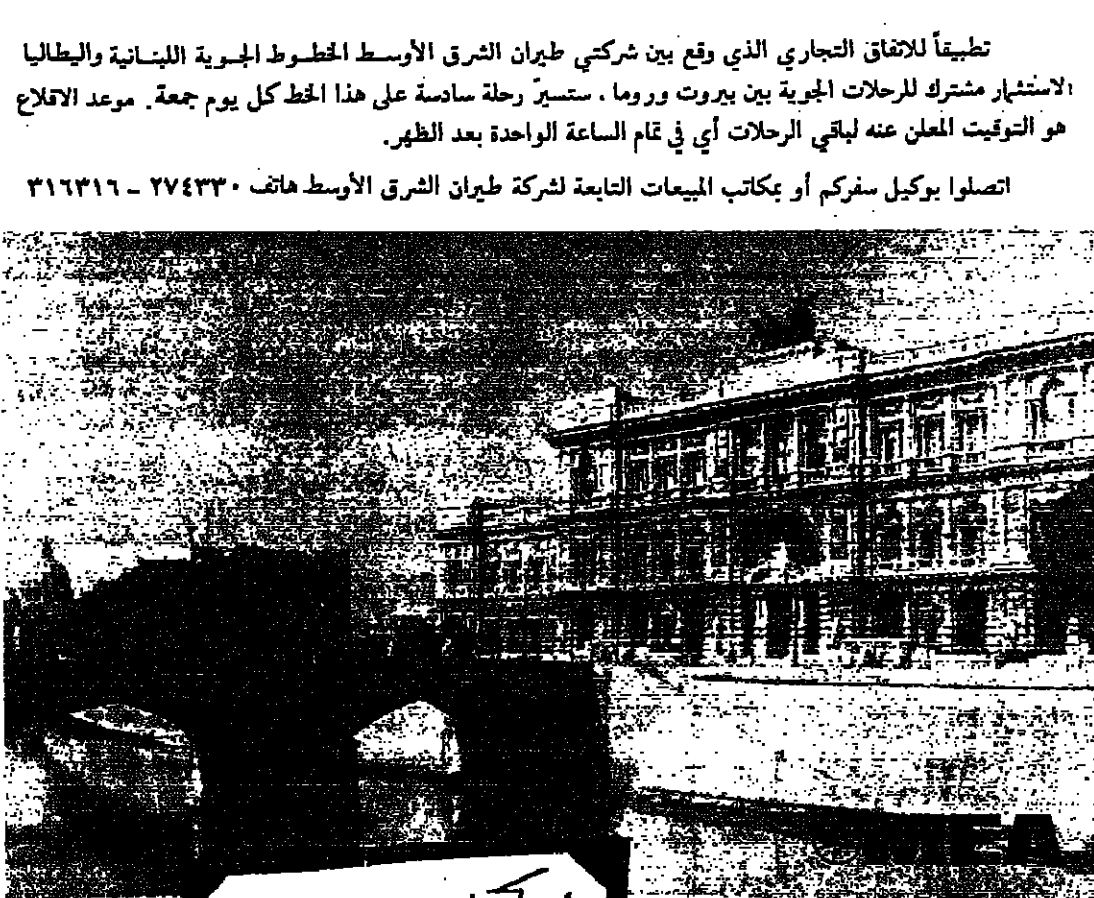 تطبيقاً للاتفاق التجاري الذي وقع بين شركتي طيران الشرق الأوسط الخطوط الجوية اللبنانية واليطاليا
لاستثمار مشترك للرحلات الجوية بين بيروت وروما . ستسيرّ رحلة سادسة على هذا الخط كل يوم جمعة . موعد الاقلاع
هو التوقيت المعلن عنه لباقي الرحلات أي في تمام الساعة الواحدة بعد الظهر .
اتصلوا بوكيل سفركم أو بمكاتب المبيعات التابعة لشركة طيران الشرق الأوسط هاتف ٢٧٤٣٣٠ - ٣١٦٣١٦